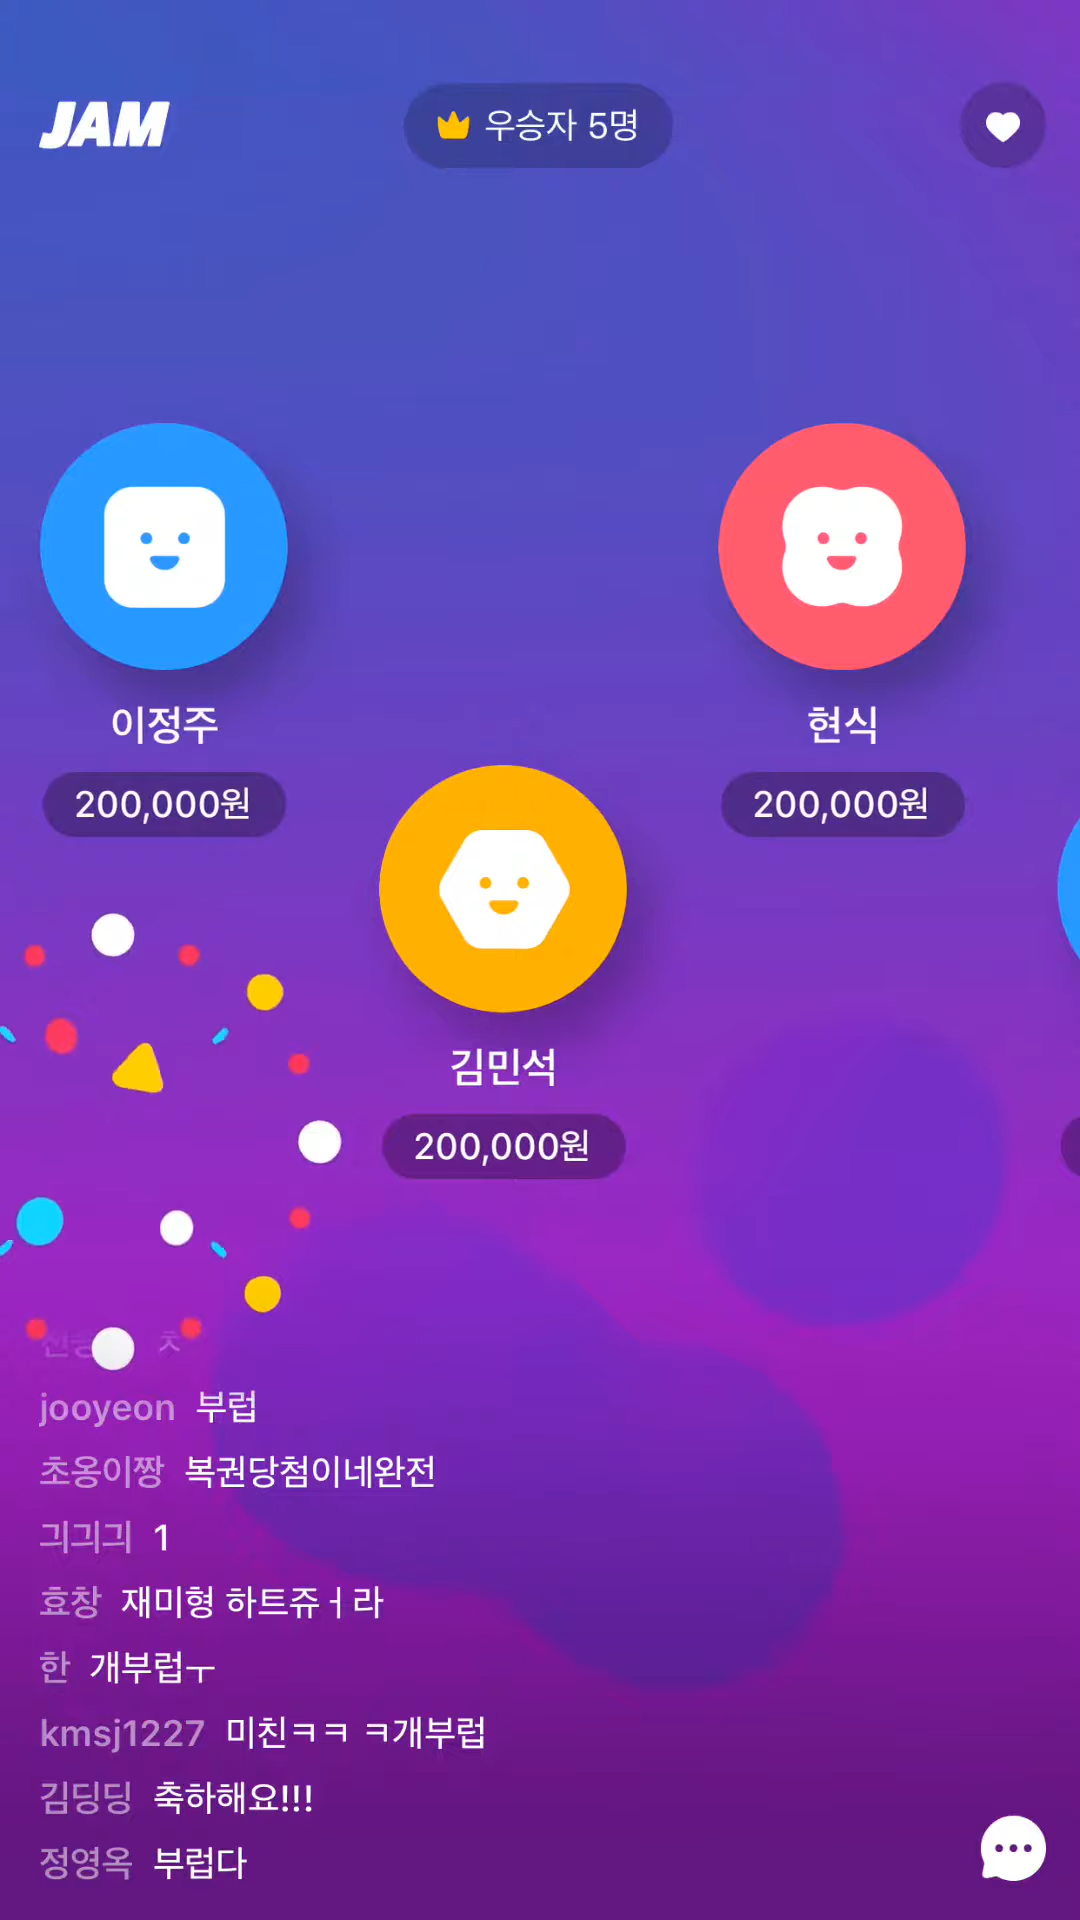 JAM
우승자 5명
이정주
200,000원
현식
200,000원
김민석
200,000원
jooyeon 부럽
초옹이짱 복권당첨이네완전
긔긔긔 1
효창 재미형 하트쥬ㅓ라
한 개부럽ㅜ
kmsj1227 미친ㅋㅋ ㅋ개부럽
김딩딩 축하해요!!!
정영옥 부럽다